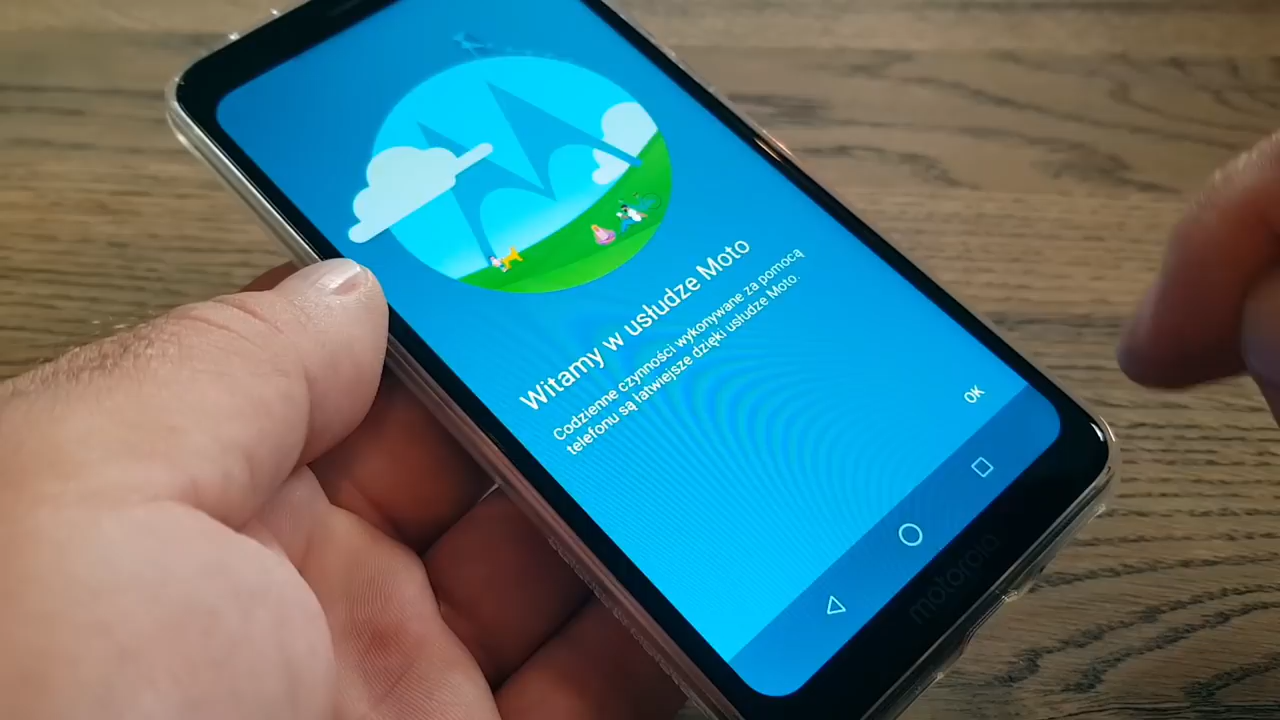 Witamy w usłudze Moto
Codzienne czynności wykonywane za pomocą
telefonu są łatwiejsze dzięki usłudze Moto.
OK
motorola